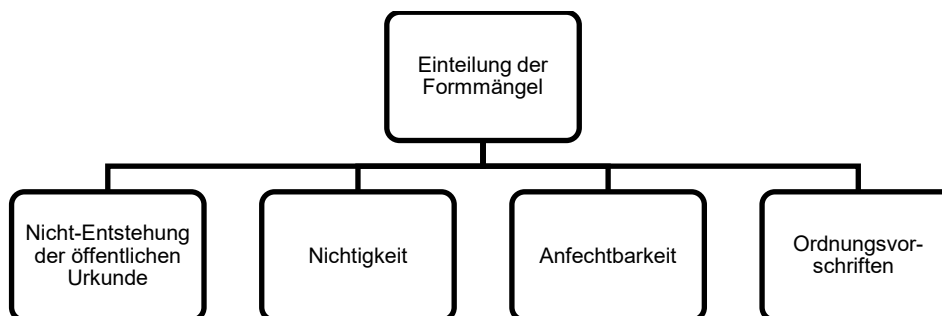 Einteilung der
Formmängel
Nicht-Entstehung
der öffentlichen
Urkunde
Nichtigkeit
Anfechtbarkeit
Ordnungsvor-
schriften